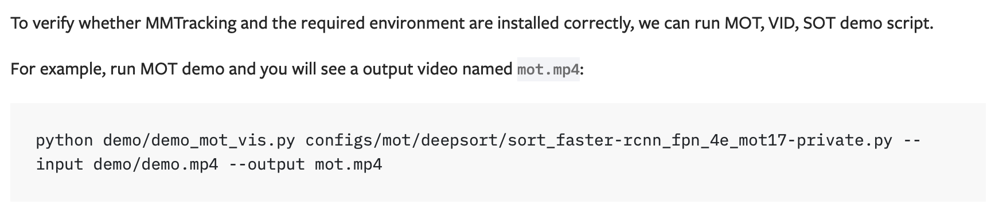 To verify whether MMTracking and the required environment are installed correctly, we can run MOT, VID, SOT demo script.
For example, run MOT demo and you will see a output video named mot.mp4:
python demo/demo_mot_vis.py configs/mot/deepsort/sort_faster-rcnn_fpn_4e_mot17-private.py --
input demo/demo.mp4 --output mot.mp4